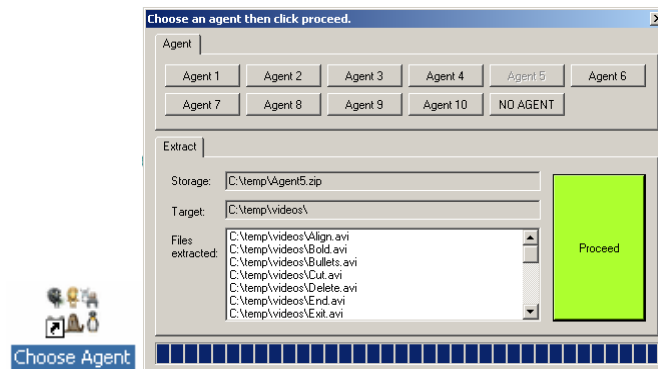 Choose an agent then click proceed.
Agent
Agent 1 Agent 2 Agent 3 Agent 4 Agent 5 Agent 6
Agent 7 Agent 8 Agent 9 Agent 10 NO AGENT
Extract
Storage: C:\temp\Agent5.zip
Target: C:\temp\videos\
Files extracted:
C:\temp\videos\Align.avi
C:\temp\videos\Bold.avi
C:\temp\videos\Bullets.avi
C:\temp\videos\Cut.avi
C:\temp\videos\Delete.avi
C:\temp\videos\End.avi
C:\temp\videos\Exit.avi
Proceed
Choose Agent